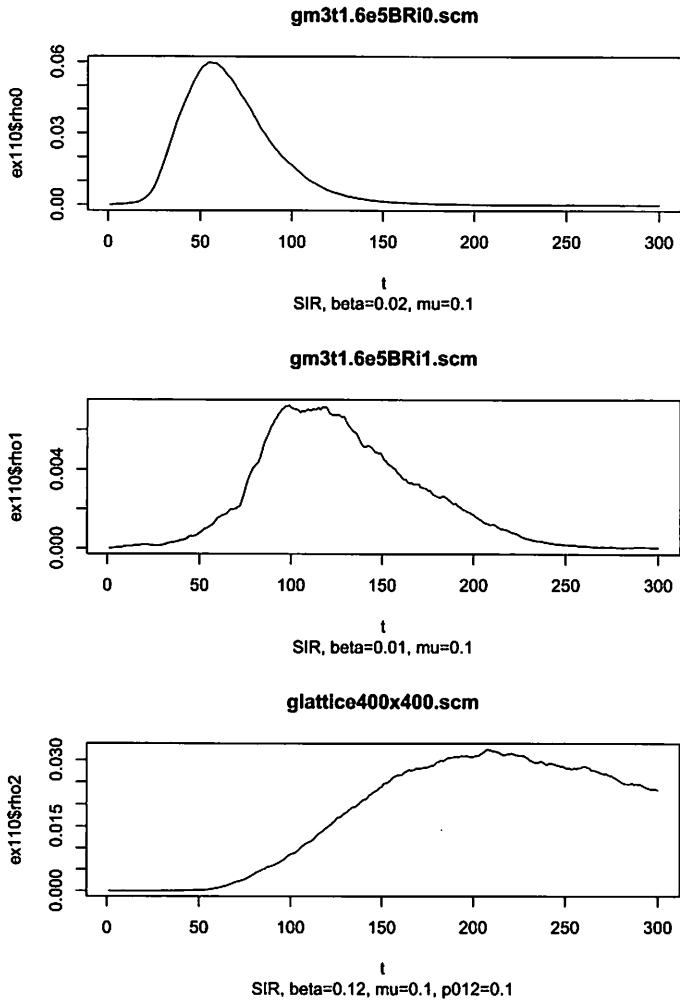 gm3t1.6e5BRi0.scm
ex110$rho0
0.06
0.03
0.00
0 50 100 150 200 250 300
t
SIR, beta=0.02, mu=0.1
gm3t1.6e5BRi1.scm
ex110$rho1
0.004
0.000
0 50 100 150 200 250 300
t
SIR, beta=0.01, mu=0.1
glattice400x400.scm
ex110$rho2
0.030
0.015
0.000
0 50 100 150 200 250 300
t
SIR, beta=0.12, mu=0.1, p012=0.1